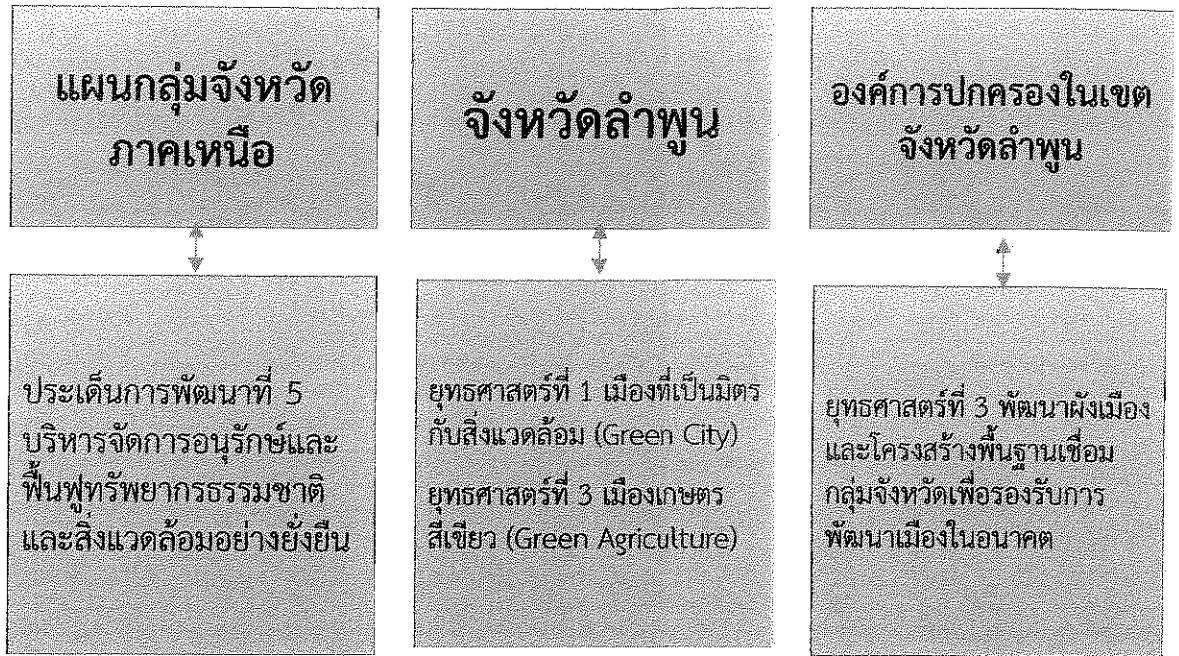 แผนกลุ่มจังหวัด
ภาคเหนือ
จังหวัดลำพูน
องค์การปกครองในเขต
จังหวัดลำพูน
ประเด็นการพัฒนาที่ 5
บริหารจัดการอนุรักษ์และ
ฟื้นฟูทรัพยากรธรรมชาติ
และสิ่งแวดล้อมอย่างยั่งยืน
ยุทธศาสตร์ที่ 1 เมืองที่เป็นมิตร
กับสิ่งแวดล้อม (Green City)
ยุทธศาสตร์ที่ 3 เมืองเกษตร
สีเขียว (Green Agriculture)
ยุทธศาสตร์ที่ 3 พัฒนาผังเมือง
และโครงสร้างพื้นฐานเชื่อม
กลุ่มจังหวัดเพื่อรองรับการ
พัฒนาเมืองในอนาคต